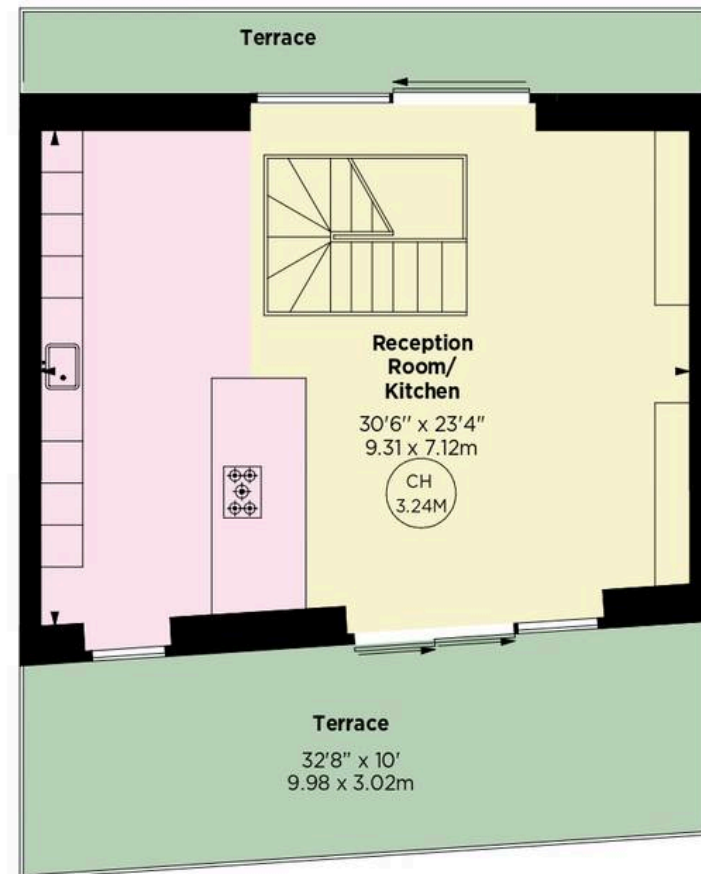 Terrace
Reception
Room/
Kitchen
30'6'' x 23'4"
9.31 x 7.12m
CH
3.24M
Terrace
32'8" x 10'
9.98 x 3.02m